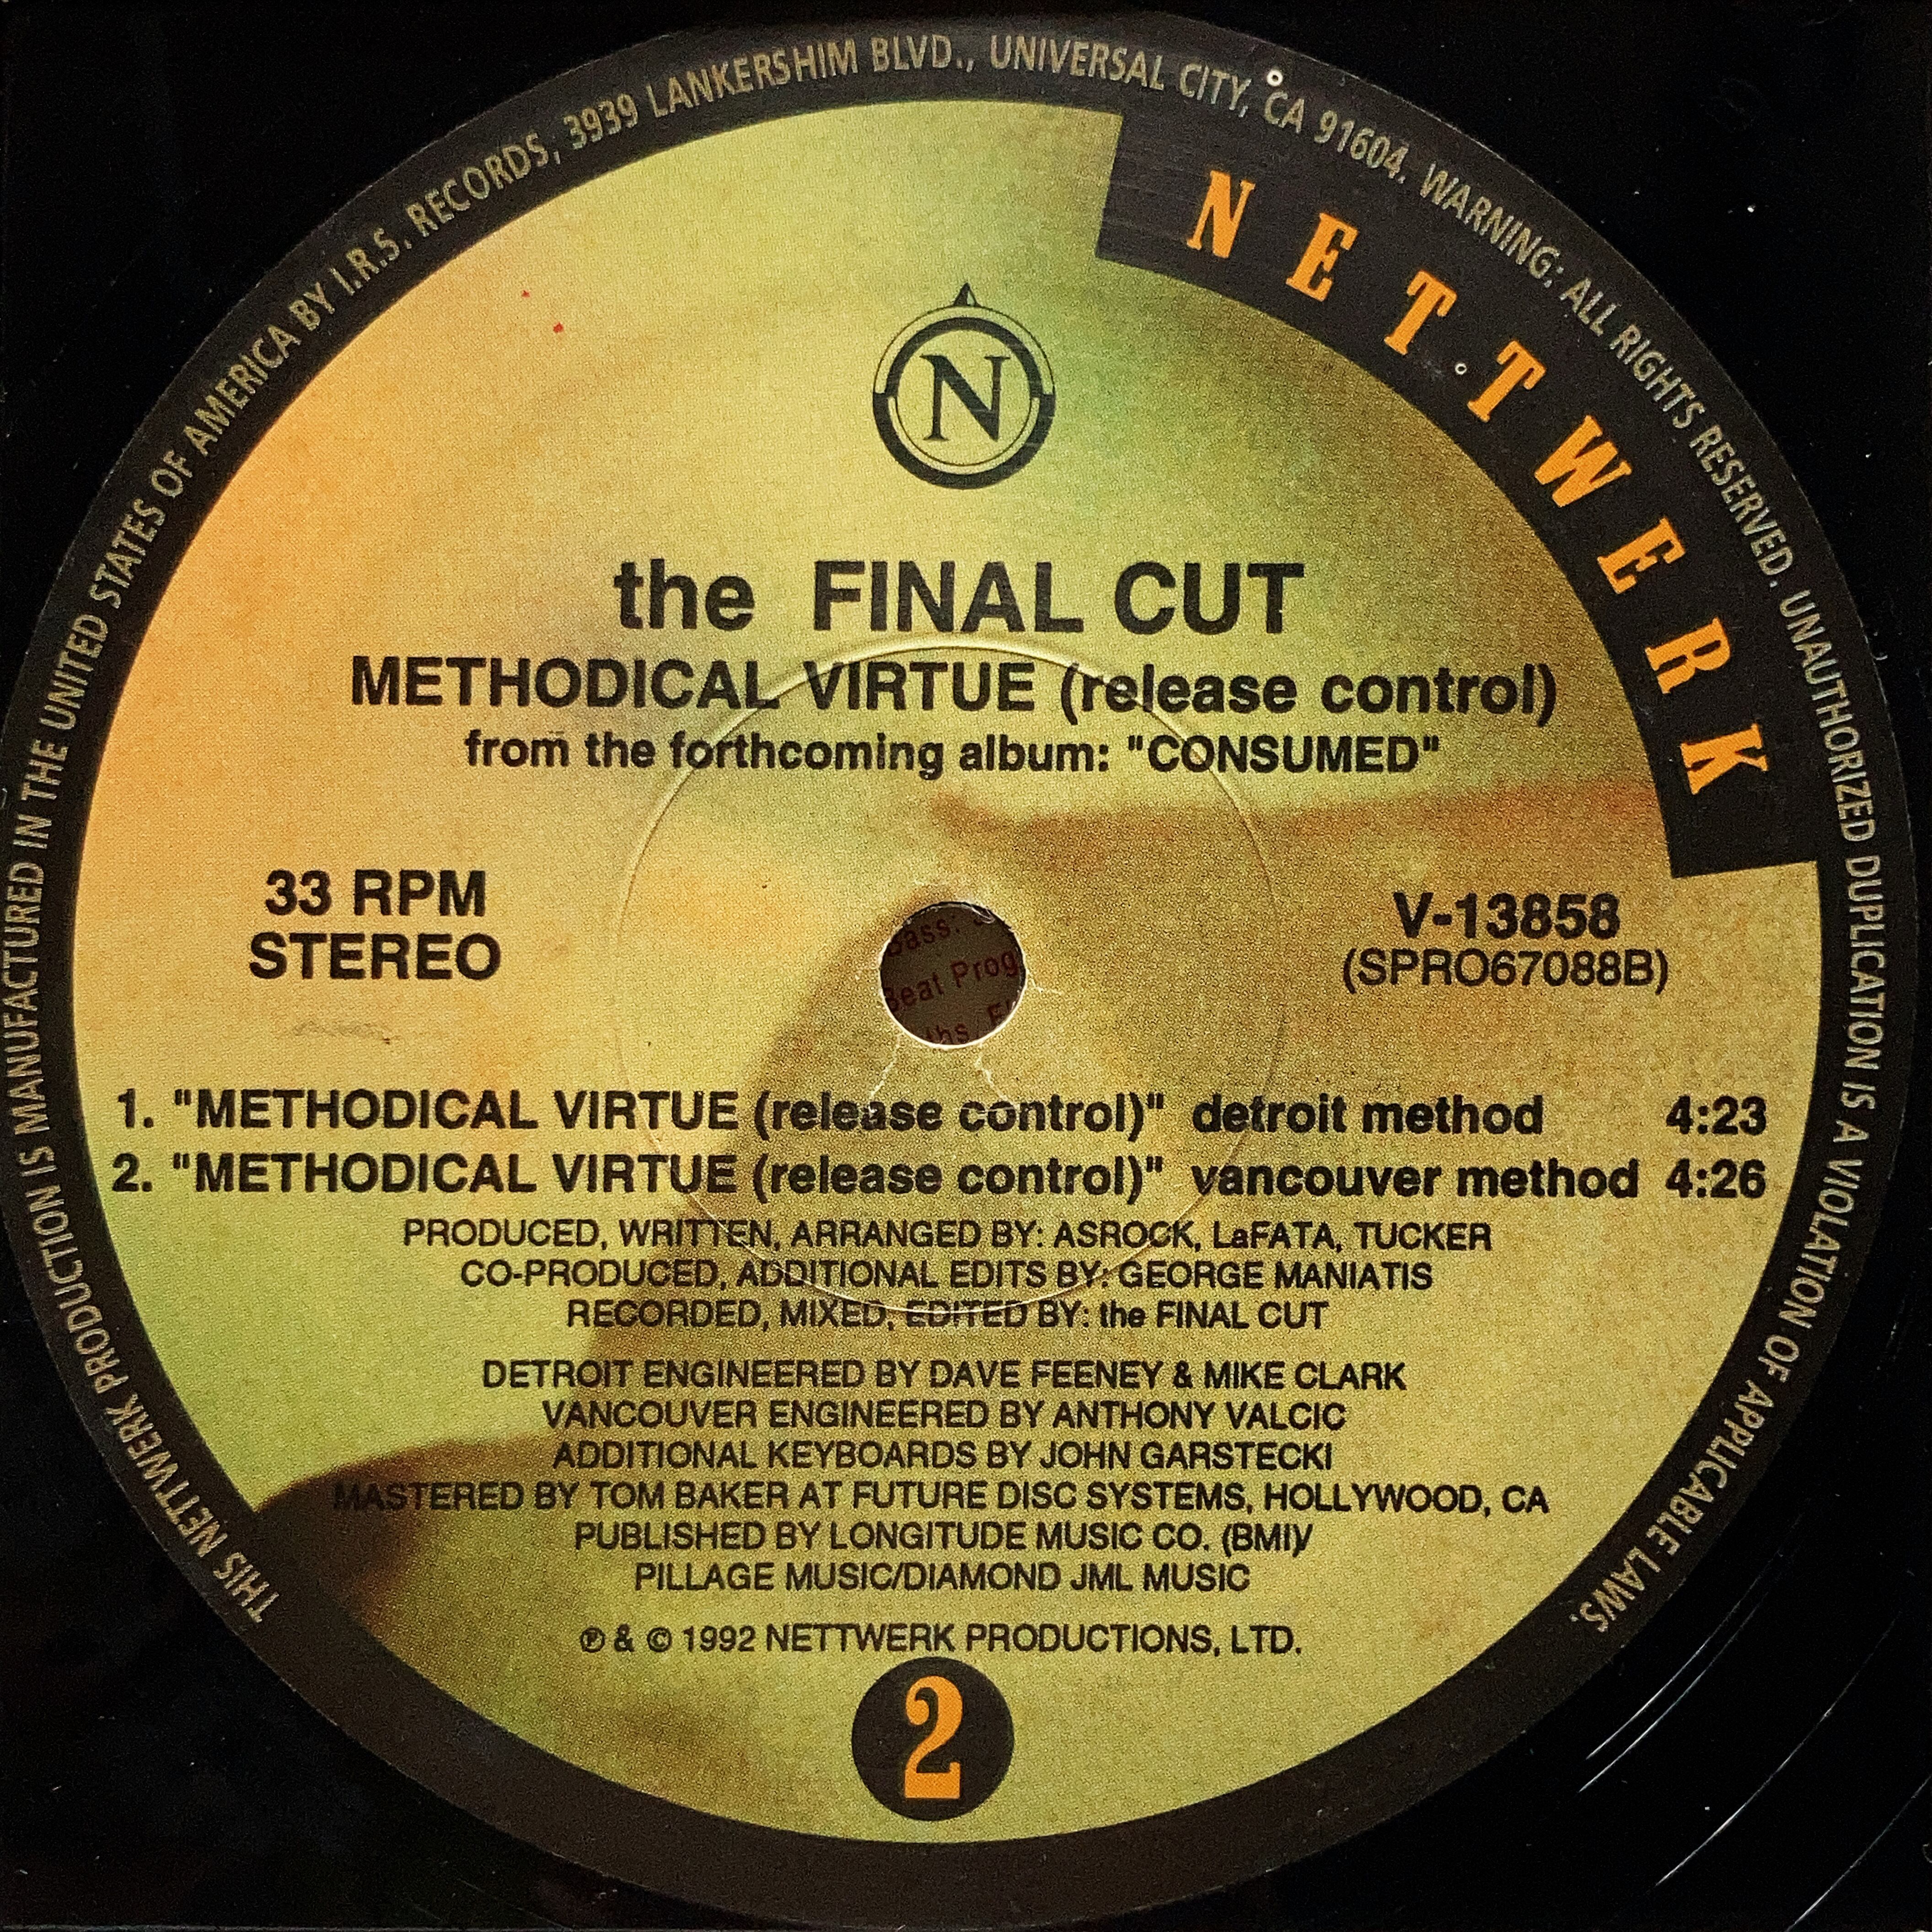 THIS NETTWERK PRODUCTION IS MANUFACTURED IN THE UNITED STATES OF AMERICA BY I.R.S. RECORDS, 3939 LANKERSHIM BLVD., UNIVERSAL CITY, CA 91604. WARNING: ALL RIGHTS RESERVED. UNAUTHORIZED DUPLICATION IS A VIOLATION OF APPLICABLE LAWS.
NETTWERK
N
the FINAL CUT
METHODICAL VIRTUE (release control)
from the forthcoming album: "CONSUMED"
33 RPM
STEREO
V-13858
(SPRO67088B)
Bass:
Beat Prog
1. "METHODICAL VIRTUE (release control)" detroit method 4:23
2. "METHODICAL VIRTUE (release control)" vancouver method 4:26
PRODUCED, WRITTEN, ARRANGED BY: ASROCK, LaFATA, TUCKER
CO-PRODUCED, ADDITIONAL EDITS BY: GEORGE MANIATIS
RECORDED, MIXED, EDITED BY: the FINAL CUT
DETROIT ENGINEERED BY DAVE FEENEY & MIKE CLARK
VANCOUVER ENGINEERED BY ANTHONY VALCIC
ADDITIONAL KEYBOARDS BY JOHN GARSTECKI
MASTERED BY TOM BAKER AT FUTURE DISC SYSTEMS, HOLLYWOOD, CA
PUBLISHED BY LONGITUDE MUSIC CO. (BMI)/
PILLAGE MUSIC/DIAMOND JML MUSIC
℗ & © 1992 NETTWERK PRODUCTIONS, LTD.
2